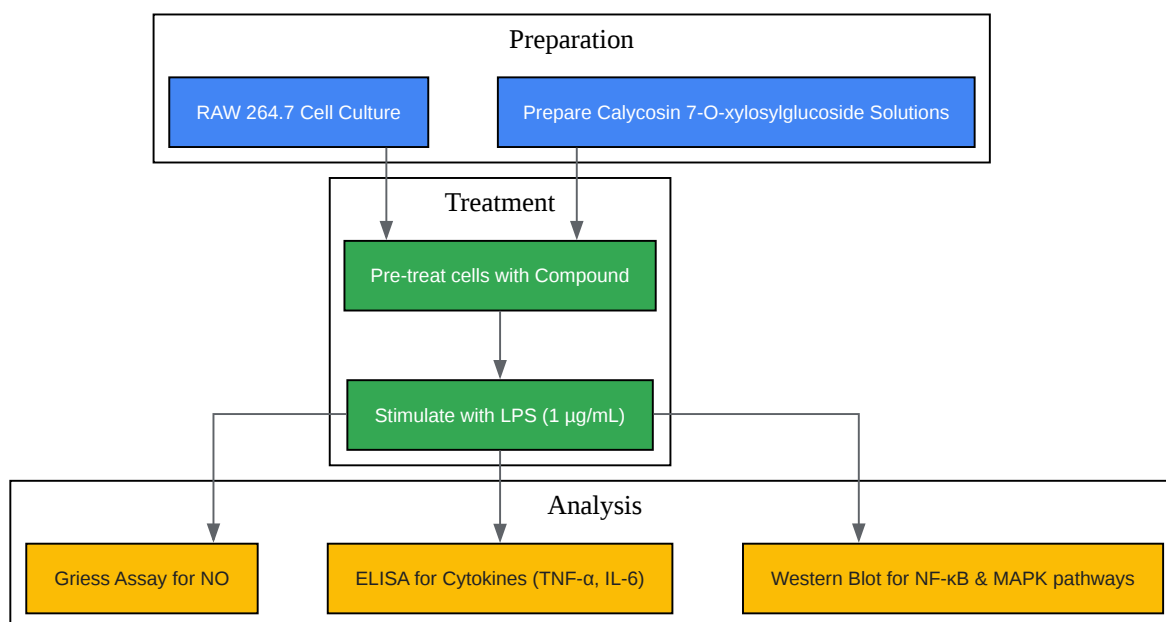 Preparation
RAW 264.7 Cell Culture
Prepare Calycosin 7-O-xylosylglucoside Solutions
Treatment
Pre-treat cells with Compound
Stimulate with LPS (1 µg/mL)
Analysis
Griess Assay for NO
ELISA for Cytokines (TNF-α, IL-6)
Western Blot for NF-κB & MAPK pathways